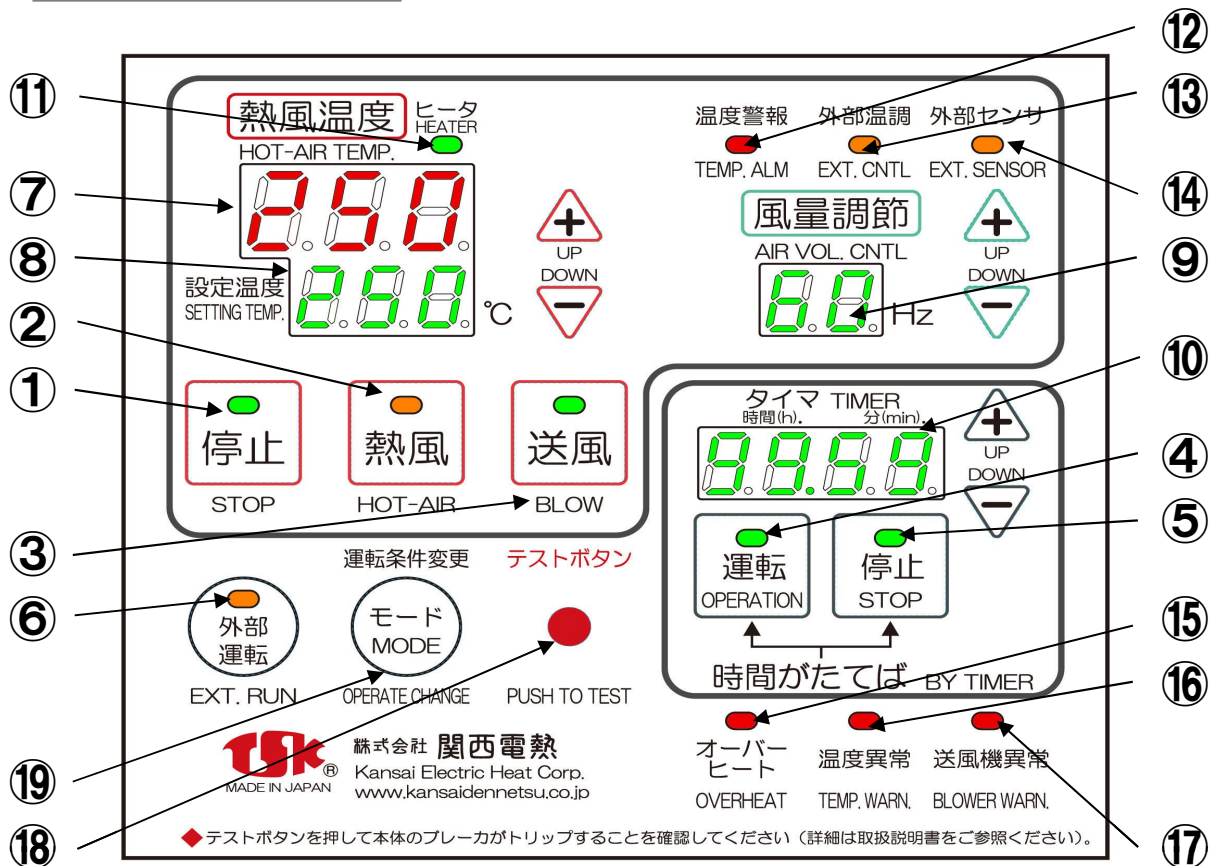 ⑫
⑪
⑬
熱風温度
ヒータ
HEATER
HOT-AIR TEMP.
温度警報
外部温調
外部センサ
TEMP. ALM
EXT. CNTL
EXT. SENSOR
⑦
250
⑭
風量調節
AIR VOL. CNTL
UP
DOWN
UP
DOWN
⑧
⑨
設定温度
SETTING TEMP.
250
℃
60
Hz
②
①
⑩
停止
STOP
熱風
HOT-AIR
送風
BLOW
タイマ TIMER
時間(h).
分(min).
99.59
UP
DOWN
④
⑤
③
運転
OPERATION
停止
STOP
時間がたてば BY TIMER
運転条件変更
テストボタン
⑥
外部
運転
EXT. RUN
モード
MODE
OPERATE CHANGE
PUSH TO TEST
⑮
⑯
オーバー
ヒート
OVERHEAT
温度異常
TEMP. WARN.
送風機異常
BLOWER WARN.
TSK
®
MADE IN JAPAN
株式会社 関西電熱
Kansai Electric Heat Corp.
www.kansaidennetsu.co.jp
⑲
⑱
⑰
◆テストボタンを押して本体のブレーカがトリップすることを確認してください（詳細は取扱説明書をご参照ください）。